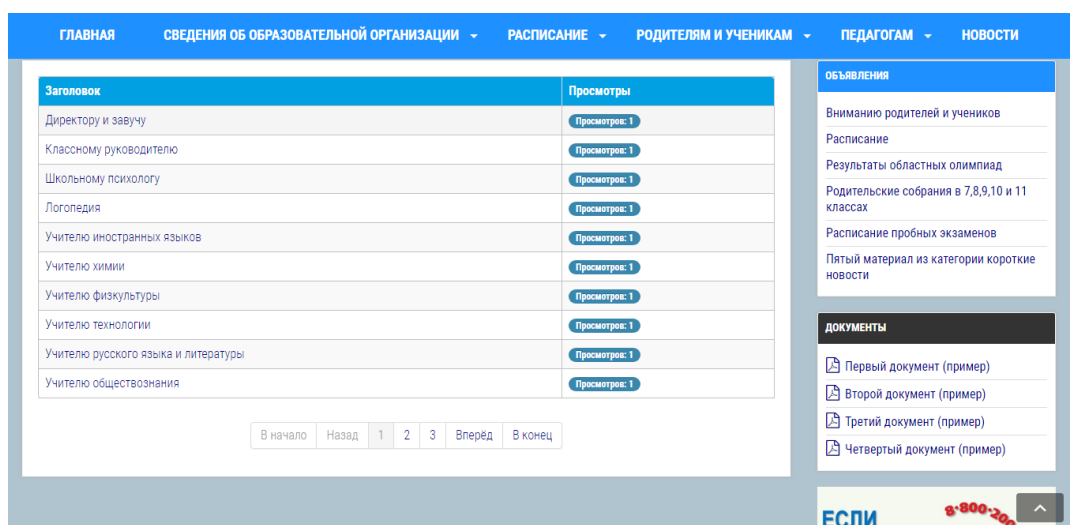 ГЛАВНАЯ СВЕДЕНИЯ ОБ ОБРАЗОВАТЕЛЬНОЙ ОРГАНИЗАЦИИ РАСПИСАНИЕ РОДИТЕЛЯМ И УЧЕНИКАМ ПЕДАГОГАМ НОВОСТИ
Заголовок Просмотры
Директору и завучу Просмотров: 1
Классному руководителю Просмотров: 1
Школьному психологу Просмотров: 1
Логопедия Просмотров: 1
Учителю иностранных языков Просмотров: 1
Учителю химии Просмотров: 1
Учителю физкультуры Просмотров: 1
Учителю технологии Просмотров: 1
Учителю русского языка и литературы Просмотров: 1
Учителю обществознания Просмотров: 1
В начало Назад 1 2 3 Вперёд В конец
ОБЪЯВЛЕНИЯ
Вниманию родителей и учеников
Расписание
Результаты областных олимпиад
Родительские собрания в 7,8,9,10 и 11
классах
Расписание пробных экзаменов
Пятый материал из категории короткие
новости
ДОКУМЕНТЫ
Первый документ (пример)
Второй документ (пример)
Третий документ (пример)
Четвертый документ (пример)
ЕСЛИ
8-800-200